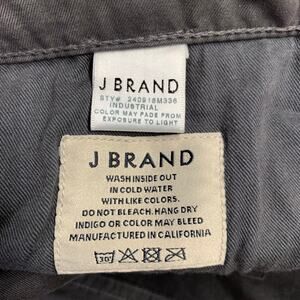 J BRAND
STY# 240918M336
INDUSTRIAL
COLOR MAY FADE FROM
EXPOSURE TO LIGHT
J BRAND
WASH INSIDE OUT
IN COLD WATER
WITH LIKE COLORS.
DO NOT BLEACH. HANG DRY
INDIGO OR COLOR MAY BLEED
MANUFACTURED IN CALIFORNIA
30